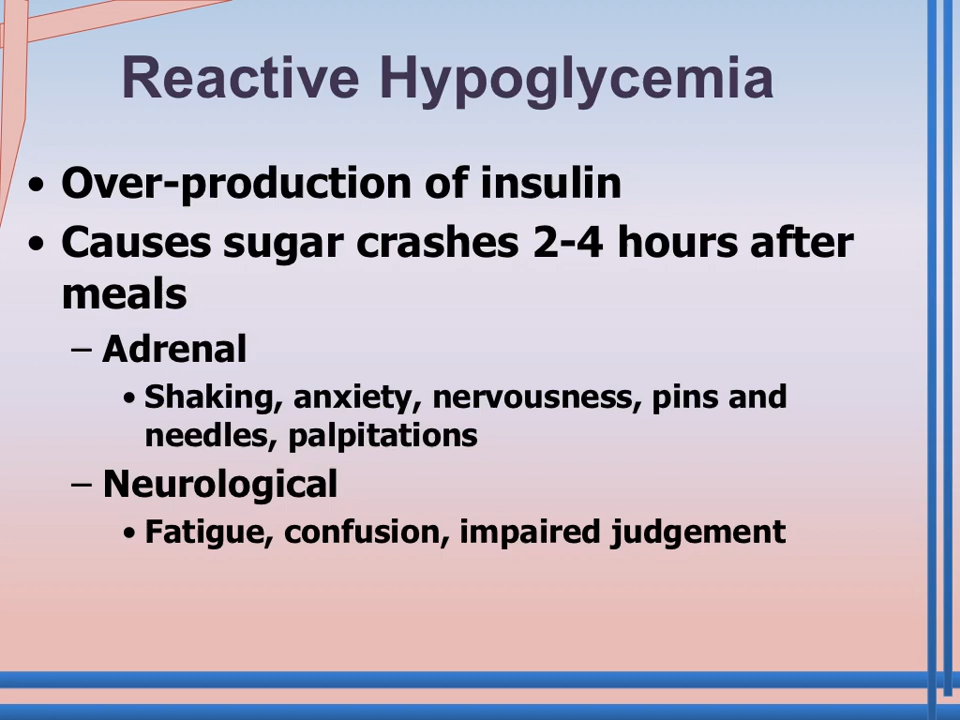 Reactive Hypoglycemia
• Over-production of insulin
• Causes sugar crashes 2-4 hours after
meals
– Adrenal
• Shaking, anxiety, nervousness, pins and
needles, palpitations
– Neurological
• Fatigue, confusion, impaired judgement